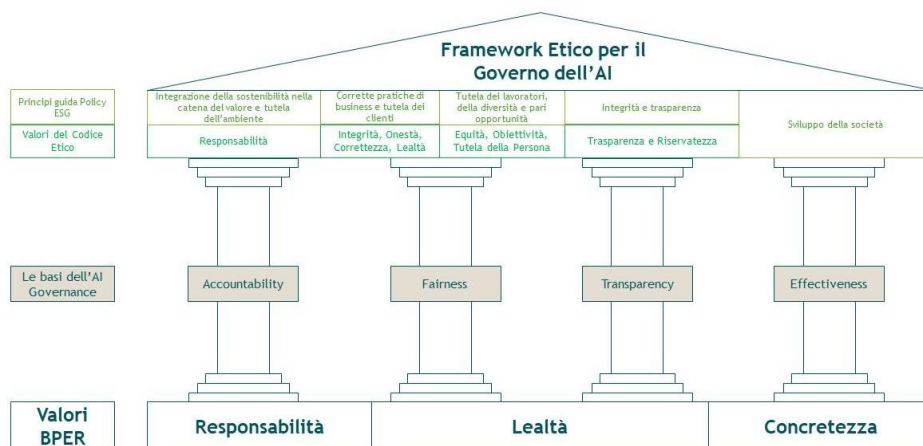 Framework Etico per il
Governo dell'AI
Principi guida Policy
ESG
Integrazione della sostenibilità nella
catena del valore e tutela
dell'ambiente
Corrette pratiche di
business e tutela dei
clienti
Tutela dei lavoratori,
della diversità e pari
opportunità
Integrità e trasparenza
Sviluppo della società
Valori del Codice
Etico
Responsabilità
Integrità, Onestà,
Correttezza, Lealtà
Equità, Obiettività,
Tutela della Persona
Trasparenza e Riservatezza
Le basi dell'AI
Governance
Accountability
Fairness
Transparency
Effectiveness
Valori
BPER
Responsabilità
Lealtà
Concretezza